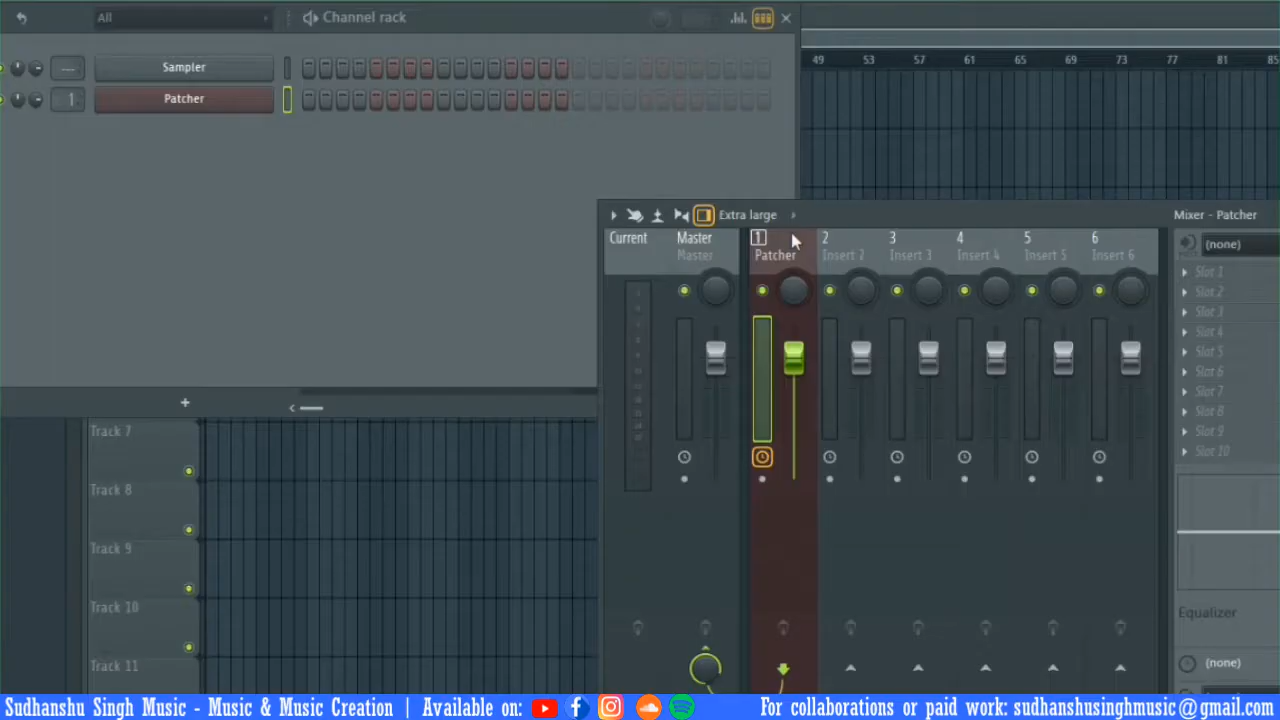 All
Channel rack
Sampler
---
Patcher
1
49 53 57 61 65 69 73 77 81 85
Extra large
Mixer - Patcher
Current
Master
Master
1
Patcher
2
Insert 2
3
Insert 3
4
Insert 4
5
Insert 5
6
Insert 6
(none)
Slot 1
Slot 2
Slot 3
Slot 4
Slot 5
Slot 6
Slot 7
Slot 8
Slot 9
Slot 10
Equalizer
(none)
Track 7
Track 8
Track 9
Track 10
Track 11
Sudhanshu Singh Music - Music & Music Creation | Available on:
For collaborations or paid work: sudhanshusinghmusic@gmail.com